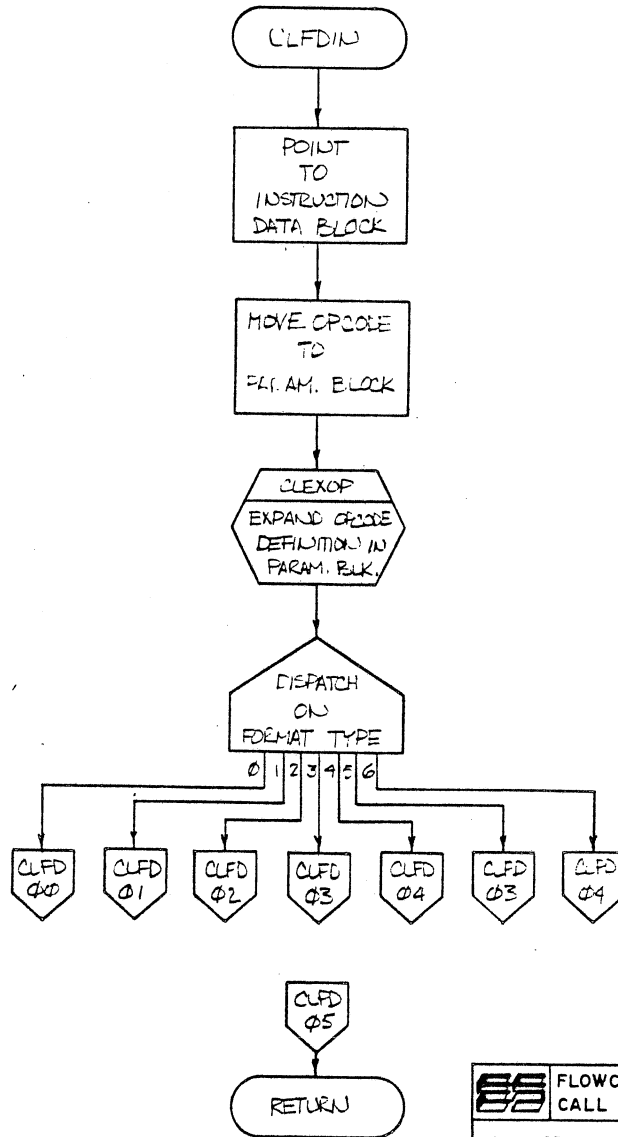 CLFDIN
POINT
TO
INSTRUCTION
DATA BLOCK
MOVE OPCODE
TO
PARAM. BLOCK
CLEXOP
EXPAND OPCODE
DEFINITION IN
PARAM. BLK.
DISPATCH
ON
FORMAT TYPE
0 1 2 3 4 5 6
CLFD
00
CLFD
01
CLFD
02
CLFD
03
CLFD
04
CLFD
03
CLFD
04
CLFD
05
RETURN
FLOWC
CALL